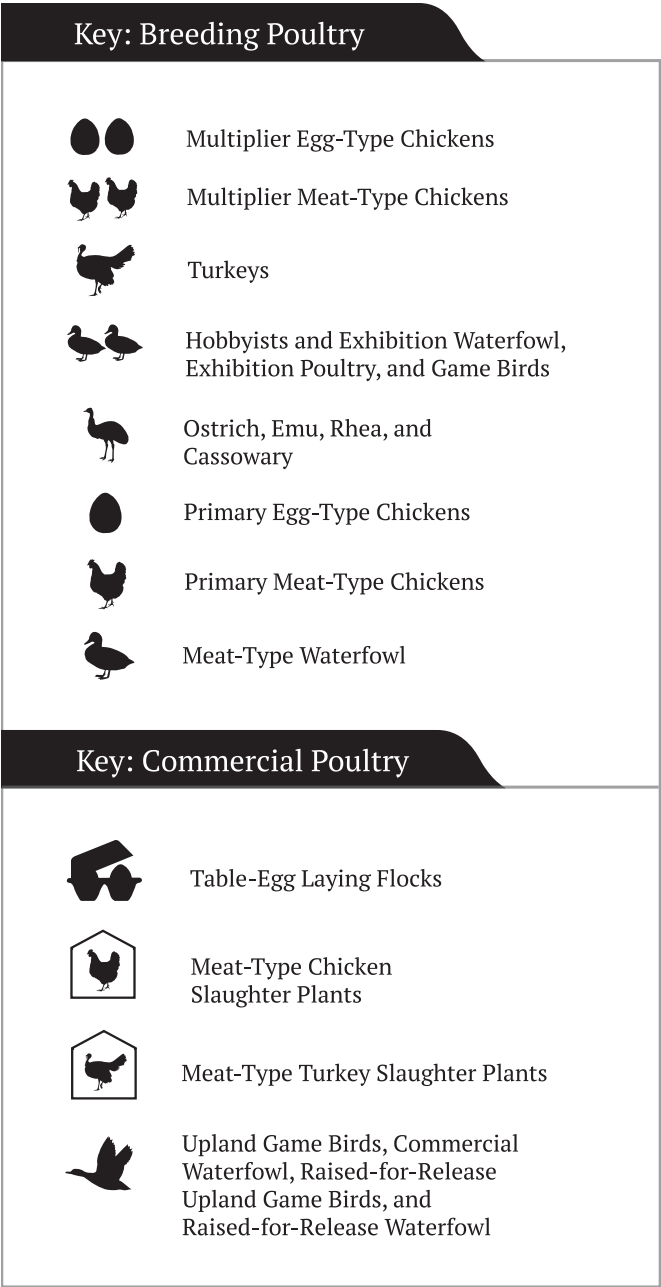 Key: Breeding Poultry
Multiplier Egg-Type Chickens
Multiplier Meat-Type Chickens
Turkeys
Hobbyists and Exhibition Waterfowl,
Exhibition Poultry, and Game Birds
Ostrich, Emu, Rhea, and
Cassowary
Primary Egg-Type Chickens
Primary Meat-Type Chickens
Meat-Type Waterfowl
Key: Commercial Poultry
Table-Egg Laying Flocks
Meat-Type Chicken
Slaughter Plants
Meat-Type Turkey Slaughter Plants
Upland Game Birds, Commercial
Waterfowl, Raised-for-Release
Upland Game Birds, and
Raised-for-Release Waterfowl